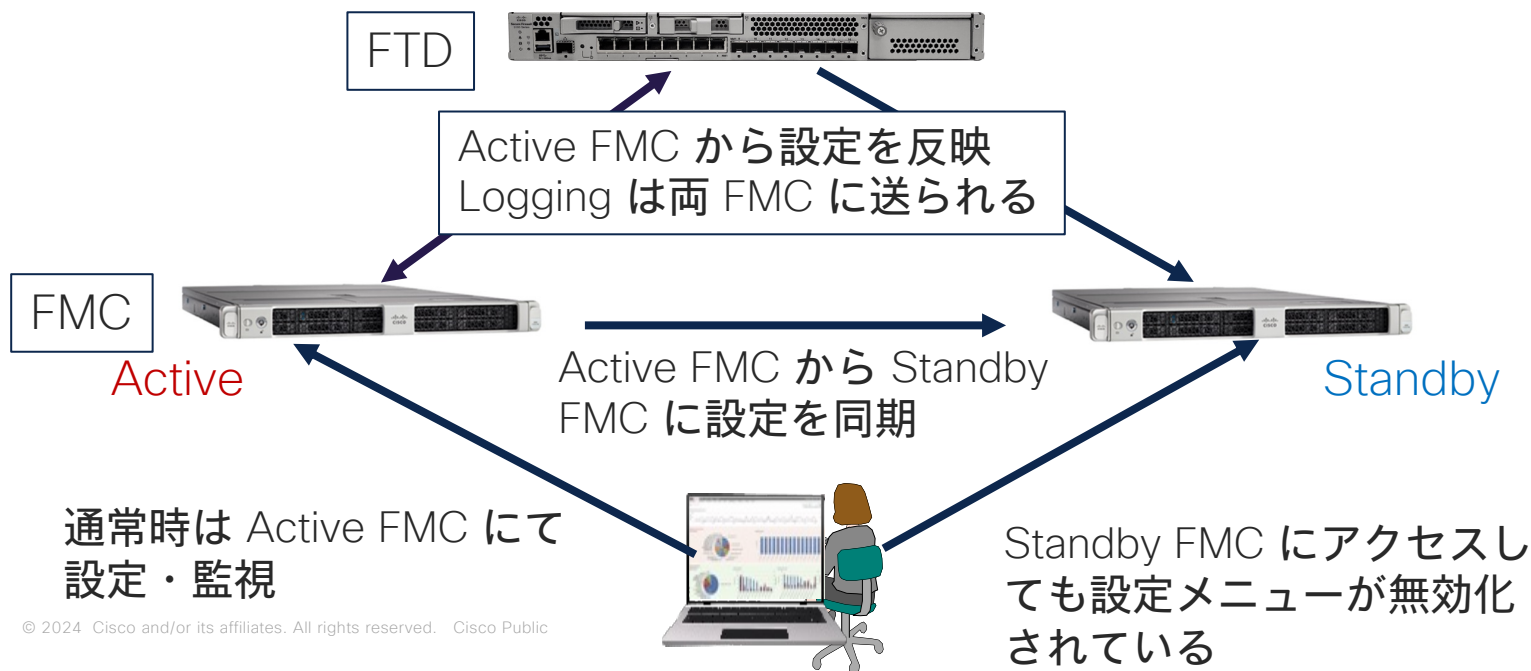 FTD
Active FMC から設定を反映
Logging は両 FMC に送られる
FMC
Active
Active FMC から Standby
FMC に設定を同期
Standby
通常時は Active FMC にて
設定・監視
Standby FMC にアクセスし
ても設定メニューが無効化
されている
© 2024 Cisco and/or its affiliates. All rights reserved. Cisco Public